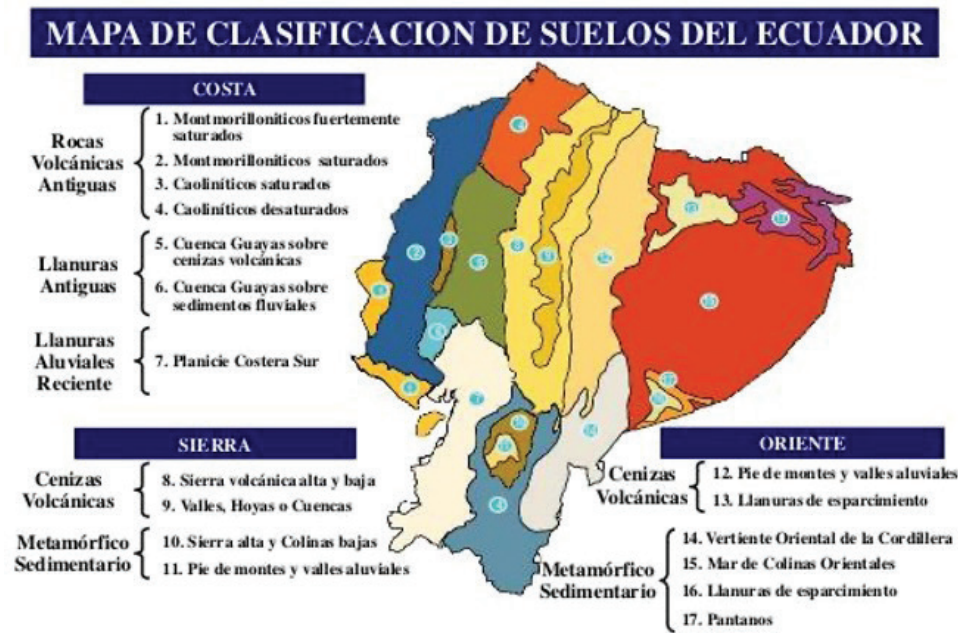 MAPA DE CLASIFICACION DE SUELOS DEL ECUADOR
COSTA
Rocas
Volcánicas
Antiguas
1. Montmorilloniticos fuertemente
saturados
2. Montmorilloniticos saturados
3. Caoliníticos saturados
4. Caoliníticos desaturados
Llanuras
Antiguas
5. Cuenca Guayas sobre
cenizas volcánicas
6. Cuenca Guayas sobre
sedimentos fluviales
Llanuras
Aluviales
Reciente
7. Planicie Costera Sur
SIERRA
Cenizas
Volcánicas
8. Sierra volcánica alta y baja
9. Valles, Hoyas o Cuencas
Metamórfico
Sedimentario
10. Sierra alta y Colinas bajas
11. Pie de montes y valles aluviales
ORIENTE
Cenizas
Volcánicas
12. Pie de montes y valles aluviales
13. Llanuras de esparcimiento
Metamórfico
Sedimentario
14. Vertiente Oriental de la Cordillera
15. Mar de Colinas Orientales
16. Llanuras de esparcimiento
17. Pantanos